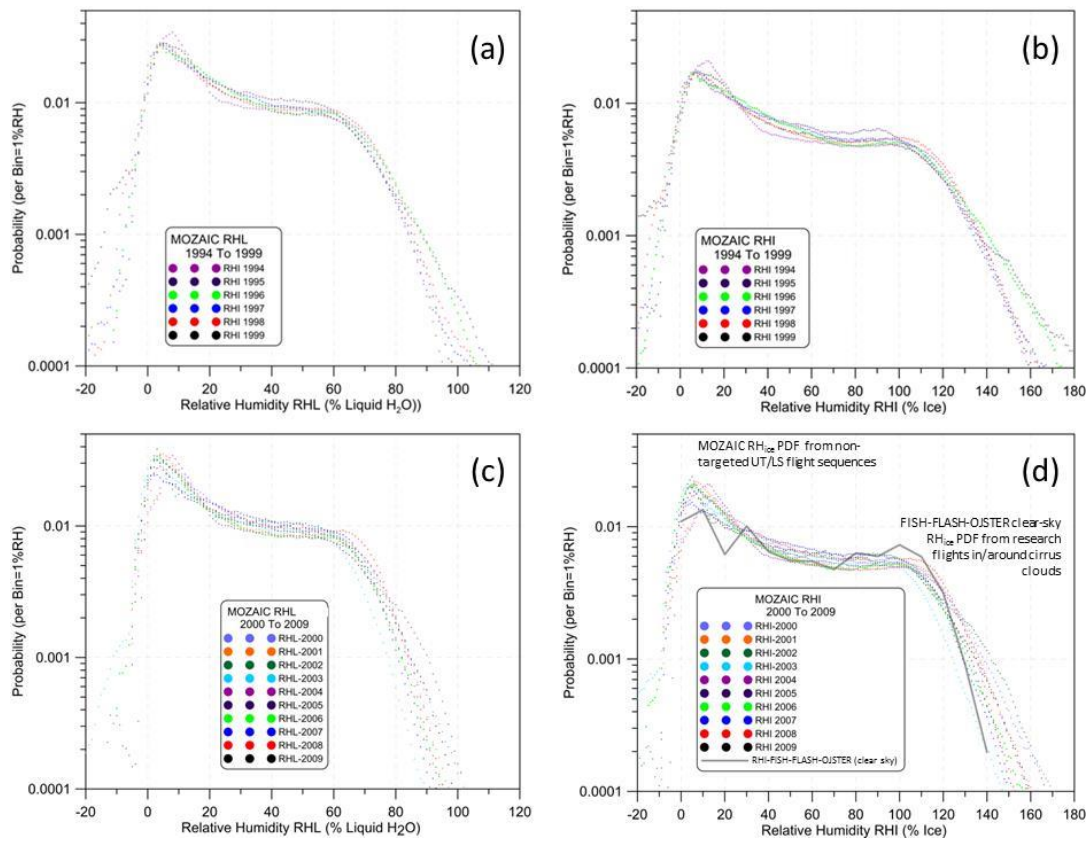 (a)
Probability (per Bin=1%RH)
0.01
0.001
0.0001
MOZAIC RHL
1994 To 1999
RHI 1994
RHI 1995
RHI 1996
RHI 1997
RHI 1998
RHI 1999
-20 0 20 40 60 80 100 120
Relative Humidity RHL (% Liquid H2O))
(b)
Probability (per Bin=1%RH)
0.01
0.001
0.0001
MOZAIC RHI
1994 To 1999
RHI 1994
RHI 1995
RHI 1996
RHI 1997
RHI 1998
RHI 1999
-20 0 20 40 60 80 100 120 140 160 180
Relative Humidity RHI (% Ice)
(c)
Probability (per Bin=1%RH)
0.01
0.001
0.0001
MOZAIC RHL
2000 To 2009
RHL-2000
RHL-2001
RHL-2002
RHL-2003
RHL-2004
RHL-2005
RHL-2006
RHL-2007
RHL-2008
RHL-2009
-20 0 20 40 60 80 100 120
Relative Humidity RHL (% Liquid H2O)
(d)
MOZAIC RHice PDF from non-
targeted UT/LS flight sequences
FISH-FLASH-OJSTER clear-sky
RHice PDF from research
flights in/around cirrus
clouds
Probability (per Bin=1%RH)
0.01
0.001
0.0001
MOZAIC RHI
2000 To 2009
RHI-2000
RHI-2001
RHI-2002
RHI-2003
RHI 2004
RHI 2005
RHI 2006
RHI 2007
RHI 2008
RHI 2009
RHI-FISH-FLASH-OJSTER (clear sky)
-20 0 20 40 60 80 100 120 140 160 180
Relative Humidity RHI (% Ice)